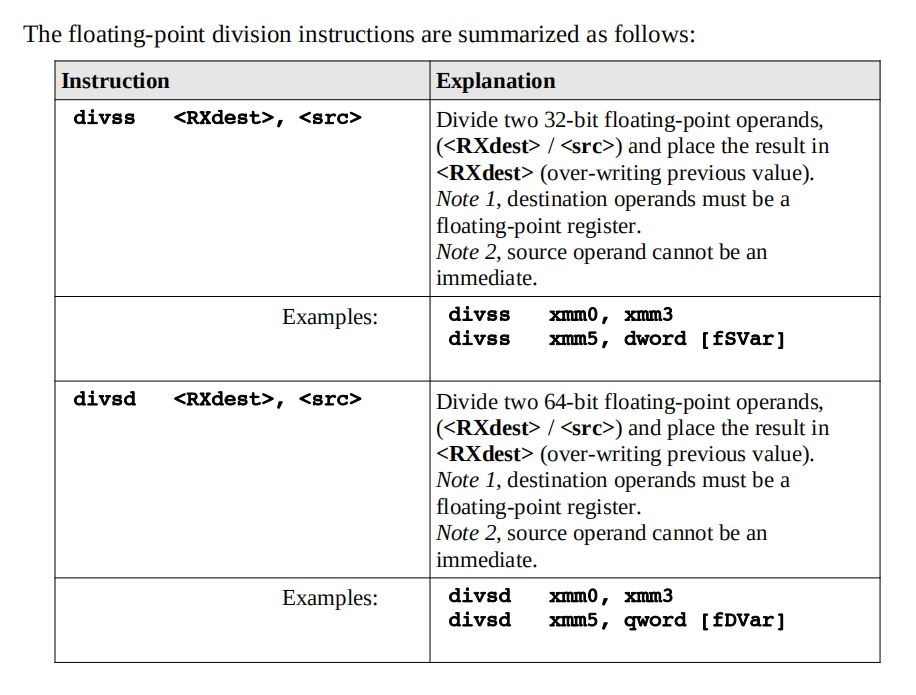 The floating-point division instructions are summarized as follows:
Instruction Explanation
divss <RXdest>, <src>
Divide two 32-bit floating-point operands,
(<RXdest> / <src>) and place the result in
<RXdest> (over-writing previous value).
Note 1, destination operands must be a
floating-point register.
Note 2, source operand cannot be an
immediate.
Examples:
divss xmm0, xmm3
divss xmm5, dword [fSVar]
divsd <RXdest>, <src>
Divide two 64-bit floating-point operands,
(<RXdest> / <src>) and place the result in
<RXdest> (over-writing previous value).
Note 1, destination operands must be a
floating-point register.
Note 2, source operand cannot be an
immediate.
Examples:
divsd xmm0, xmm3
divsd xmm5, qword [fDVar]